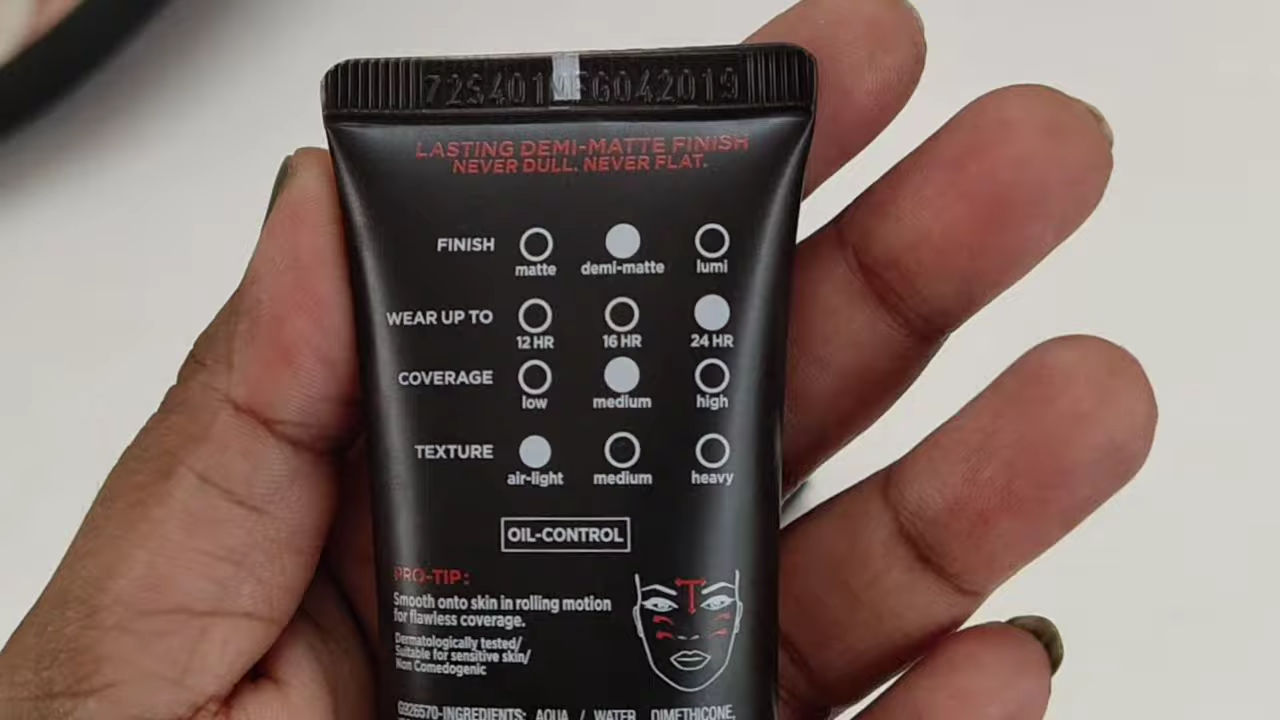 72S401MFG042019
LASTING DEMI-MATTE FINISH
NEVER DULL. NEVER FLAT.
FINISH
matte demi-matte lumi
WEAR UP TO
12 HR 16 HR 24 HR
COVERAGE
low medium high
TEXTURE
air-light medium heavy
OIL-CONTROL
PRO-TIP:
Smooth onto skin in rolling motion
for flawless coverage.
Dermatologically tested/
Suitable for sensitive skin/
Non Comedogenic
T
G926570-INGREDIENTS: AQUA / WATER, DIMETHICONE,